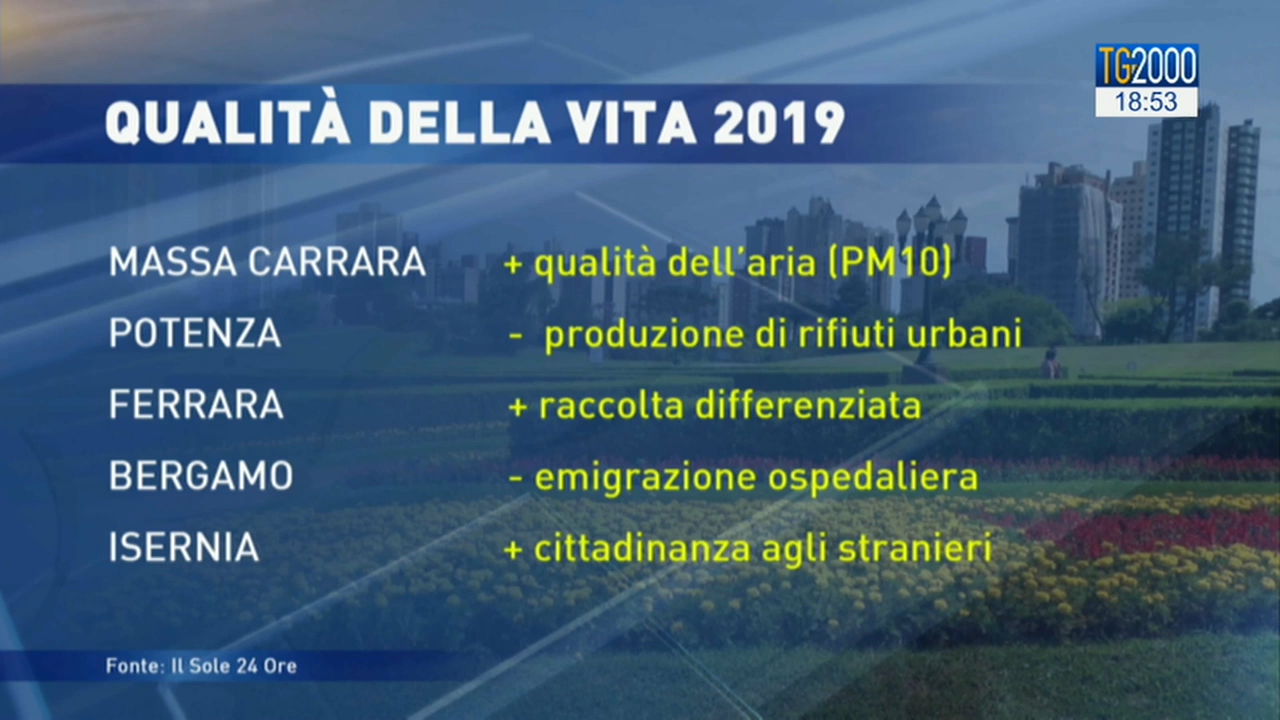 TG2000
18:53
QUALITÀ DELLA VITA 2019
MASSA CARRARA + qualità dell'aria (PM10)
POTENZA - produzione di rifiuti urbani
FERRARA + raccolta differenziata
BERGAMO - emigrazione ospedaliera
ISERNIA + cittadinanza agli stranieri
Fonte: Il Sole 24 Ore